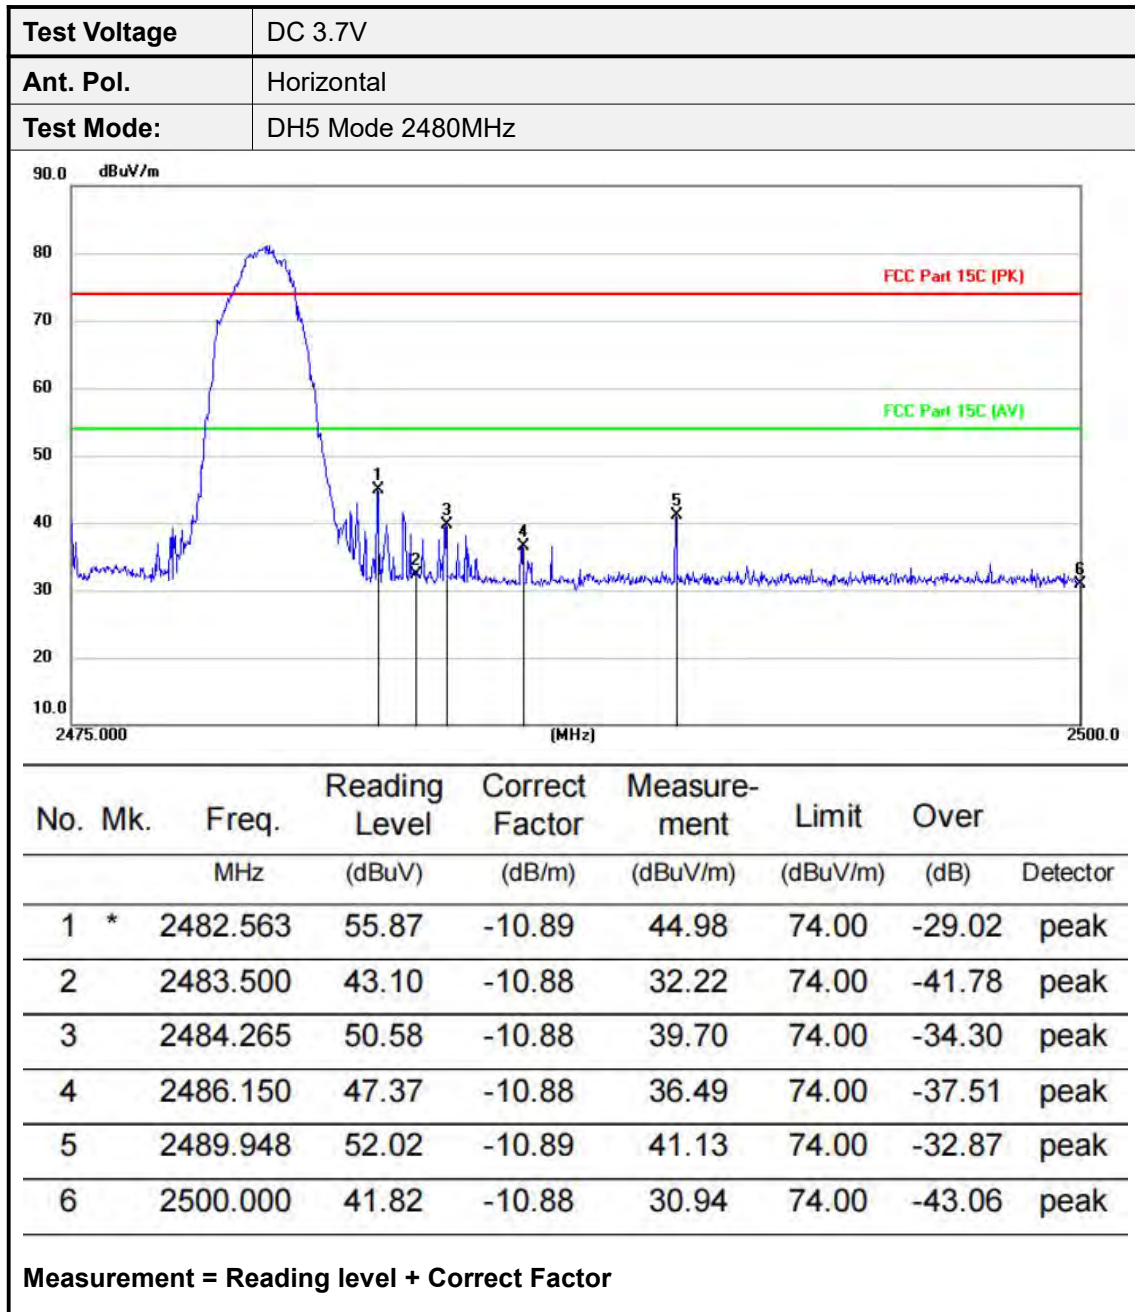 Test Voltage DC 3.7V
Ant. Pol. Horizontal
Test Mode: DH5 Mode 2480MHz
90.0 dBuV/m
80
FCC Part 15C (PK)
70
60
FCC Part 15C (AV)
50
1
5
3
40
4
2
6
30
20
10.0
2475.000 (MHz) 2500.0
No. Mk. Freq. Reading Level Correct Factor Measure-ment Limit Over
MHz (dBuV) (dB/m) (dBuV/m) (dBuV/m) (dB) Detector
1 * 2482.563 55.87 -10.89 44.98 74.00 -29.02 peak
2 2483.500 43.10 -10.88 32.22 74.00 -41.78 peak
3 2484.265 50.58 -10.88 39.70 74.00 -34.30 peak
4 2486.150 47.37 -10.88 36.49 74.00 -37.51 peak
5 2489.948 52.02 -10.89 41.13 74.00 -32.87 peak
6 2500.000 41.82 -10.88 30.94 74.00 -43.06 peak
Measurement = Reading level + Correct Factor